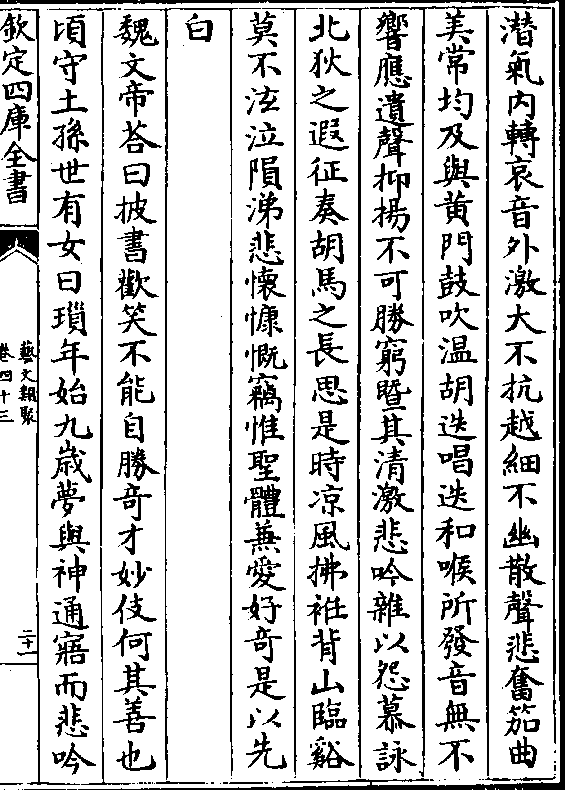 潜氣内轉哀音外激大不抗越細不幽散聲悲奮笳曲
美常均及與黄門鼓吹温胡迭唱迭和喉所發音無不
響應遺聲抑揚不可勝窮暨其清激悲吟雜以怨慕詠
北狄之遐征奏胡馬之長思是時凉風拂袵背山臨谿
莫不泫泣隕涕悲懷慷慨竊惟聖體兼愛好奇是以先
白
魏文帝荅曰披書歡笑不能自勝奇才妙伎何其善也
頃守土孫世有女曰瑣年始九歳夢與神通寤而悲吟
欽定四庫全書
藝文類聚
卷四十三
二十